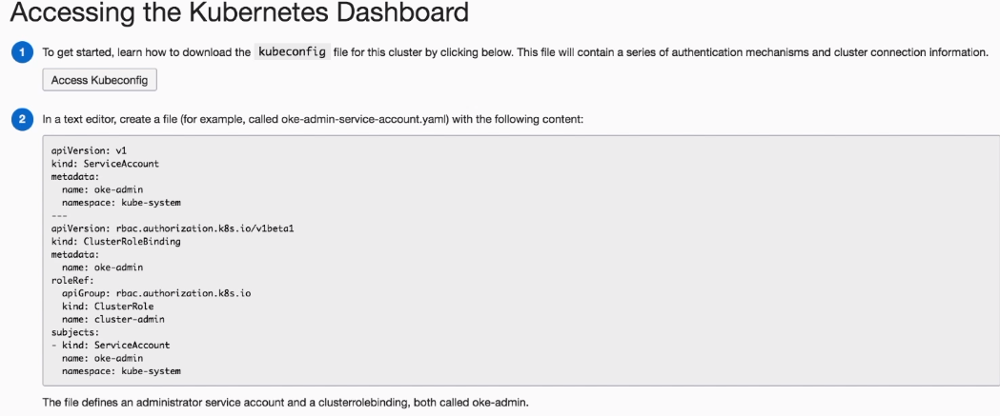 Accessing the Kubernetes Dashboard
1 To get started, learn how to download the kubeconfig file for this cluster by clicking below. This file will contain a series of authentication mechanisms and cluster connection information.
Access Kubeconfig
2 In a text editor, create a file (for example, called oke-admin-service-account.yaml) with the following content:
apiVersion: v1
kind: ServiceAccount
metadata:
  name: oke-admin
  namespace: kube-system
---
apiVersion: rbac.authorization.k8s.io/v1beta1
kind: ClusterRoleBinding
metadata:
  name: oke-admin
roleRef:
  apiGroup: rbac.authorization.k8s.io
  kind: ClusterRole
  name: cluster-admin
subjects:
- kind: ServiceAccount
  name: oke-admin
  namespace: kube-system
The file defines an administrator service account and a clusterrolebinding, both called oke-admin.